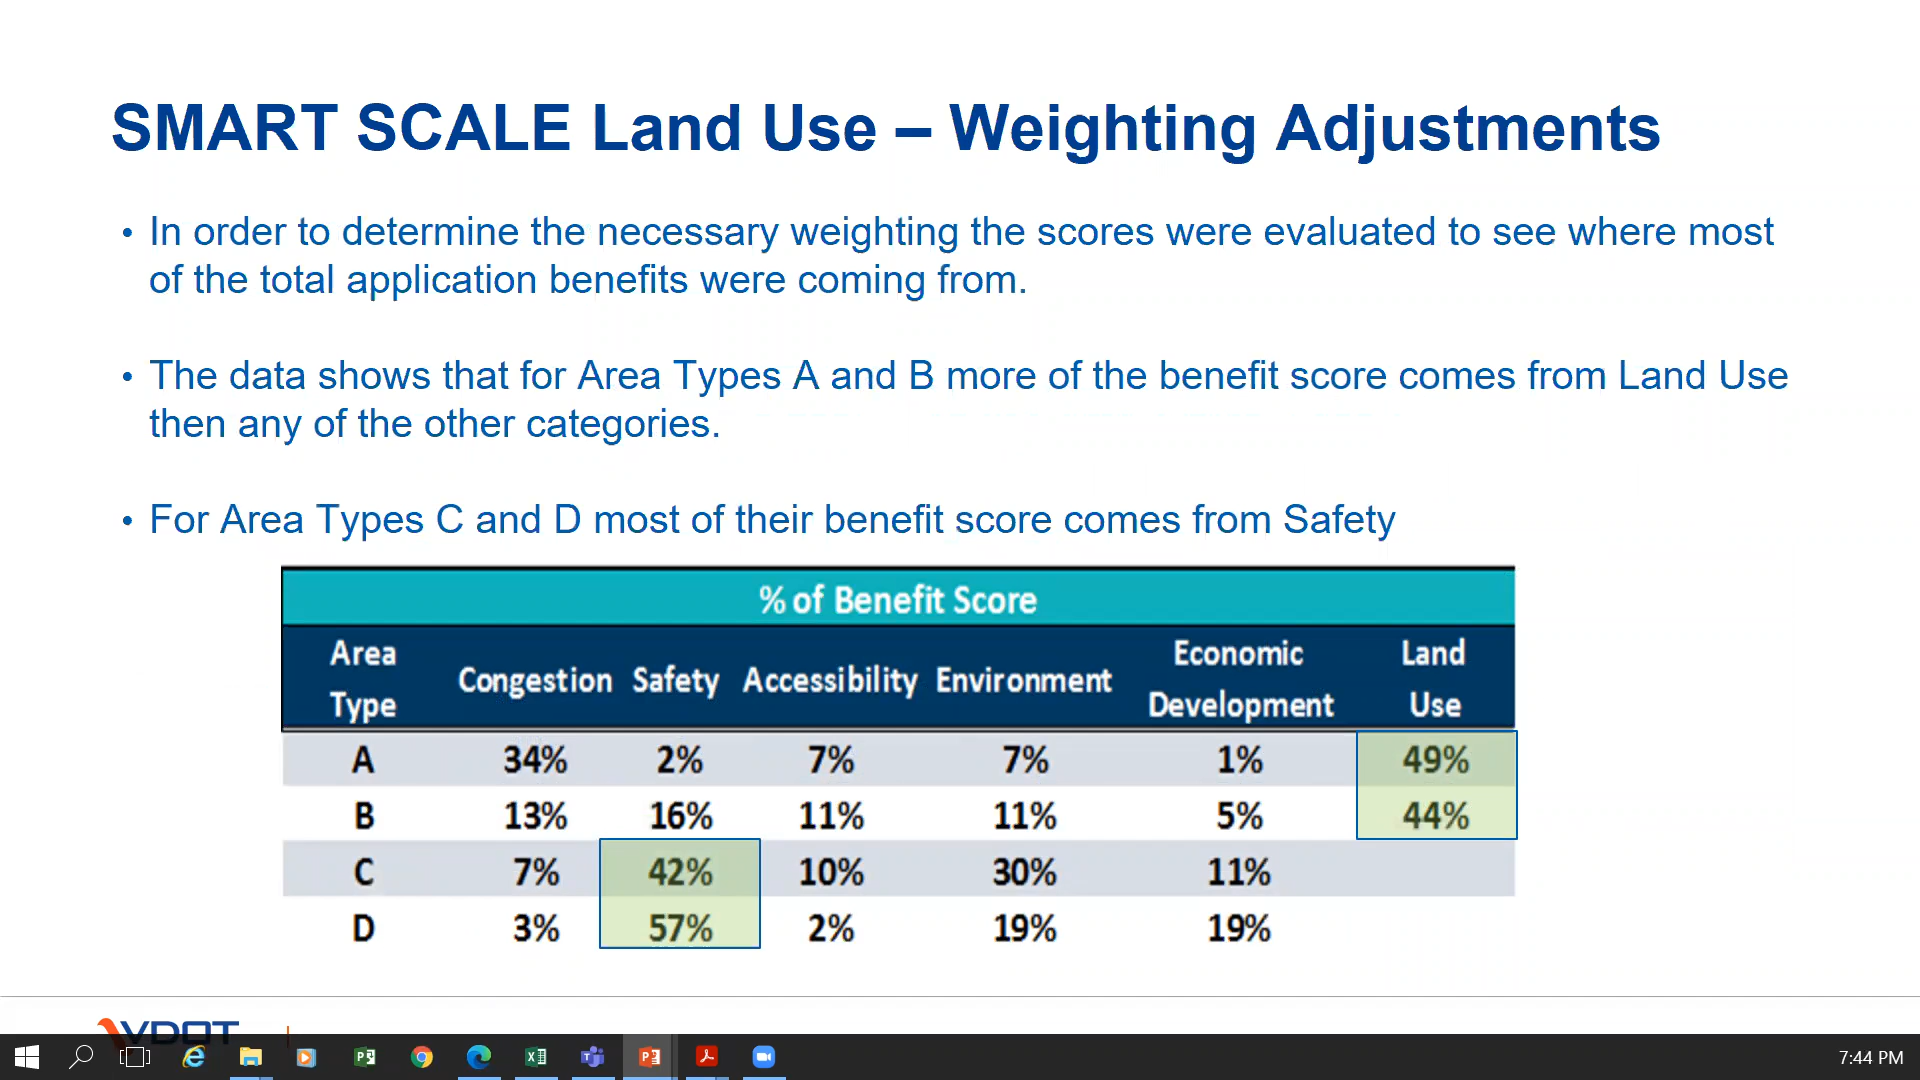 SMART SCALE Land Use – Weighting Adjustments
• In order to determine the necessary weighting the scores were evaluated to see where most
of the total application benefits were coming from.
• The data shows that for Area Types A and B more of the benefit score comes from Land Use
then any of the other categories.
• For Area Types C and D most of their benefit score comes from Safety
% of Benefit Score
Area Type Congestion Safety Accessibility Environment Economic Development Land Use
A 34% 2% 7% 7% 1% 49%
B 13% 16% 11% 11% 5% 44%
C 7% 42% 10% 30% 11%
D 3% 57% 2% 19% 19%
VDOT
7:44 PM